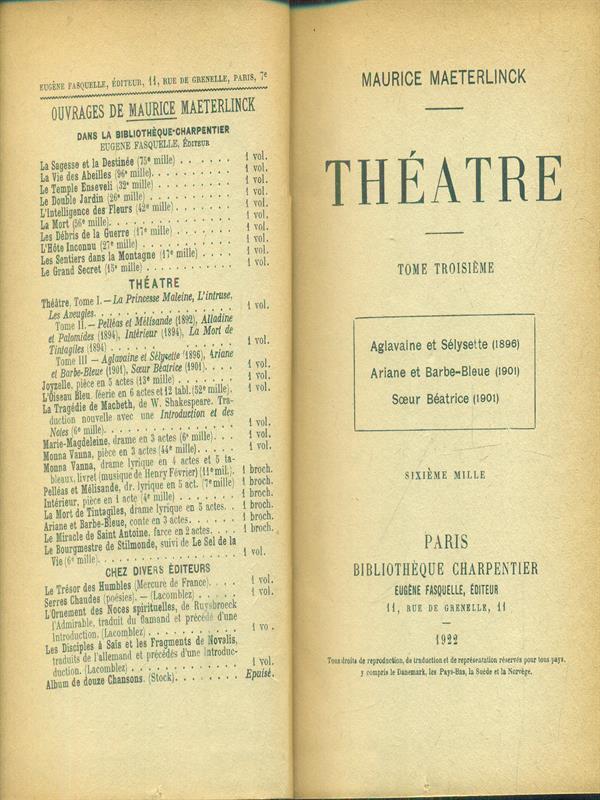 EUGÈNE FASQUELLE, ÉDITEUR, 11, RUE DE GRENELLE, PARIS, 7e
OUVRAGES DE MAURICE MAETERLINCK
DANS LA BIBLIOTHÈQUE-CHARPENTIER
EUGENE FASQUELLE, ÉDITEUR
La Sagesse et la Destinée (75e mille) . . . . . . 1 vol.
La Vie des Abeilles (96e mille). . . . . . . . . 1 vol.
Le Temple Enseveli (32e mille) . . . . . . . . 1 vol.
Le Double Jardin (26e mille) . . . . . . . . . 1 vol.
L'Intelligence des Fleurs (42e mille) . . . . . . 1 vol.
La Mort (56e mille). . . . . . . . . . . . . 1 vol.
Les Débris de la Guerre (17e mille) . . . . . . 1 vol.
L'Hôte Inconnu (27e mille) . . . . . . . . . 1 vol.
Les Sentiers dans la Montagne (17e mille) . . . . 1 vol.
Le Grand Secret (15e mille) . . . . . . . . . 1 vol.
THÉATRE
Théâtre, Tome I. — La Princesse Maleine, L'intruse,
Les Aveugles. . . . . . . . . . . . . . 1 vol.
Tome II. — Pelléas et Mélisande (1892), Alladine
et Palomides (1894), Intérieur (1894), La Mort de
Tintagiles (1894) . . . . . . . . . . . . 1 vol.
Tome III — Aglavaine et Sélysette (1896), Ariane
et Barbe-Bleue (1901), Sœur Béatrice (1901). . . . 1 vol.
Joyzelle, pièce en 5 actes (13e mille) . . . . . . 1 vol.
L'Oiseau Bleu, féerie en 6 actes et 12 tabl. (52e mille). 1 vol.
La Tragédie de Macbeth, de W. Shakespeare. Tra-
duction nouvelle avec une Introduction et des
Notes (6e mille) . . . . . . . . . . . . 1 vol.
Marie-Magdeleine, drame en 3 actes (6e mille). . . 1 vol.
Monna Vanna, pièce en 3 actes (44e mille) . . . . 1 vol.
Monna Vanna, drame lyrique en 4 actes et 5 ta-
bleaux, livret (musique de Henry Février) (11e mil.). 1 broch.
Pelléas et Mélisande, dr. lyrique en 5 act. (7e mille) 1 broch.
Intérieur, pièce en 1 acte (4e mille) . . . . . . 1 broch.
La Mort de Tintagiles, drame lyrique en 5 actes. . 1 broch.
Ariane et Barbe-Bleue, conte en 3 actes. . . . . . 1 broch.
Le Miracle de Saint Antoine, farce en 2 actes. . . 1 broch.
Le Bourgmestre de Stilmonde, suivi de Le Sel de la
Vie (6e mille). . . . . . . . . . . . . . 1 vol.
CHEZ DIVERS ÉDITEURS
Le Trésor des Humbles (Mercure de France). . . . 1 vol.
Serres Chaudes (poésies). — (Lacomblez) . . . . . 1 vol.
L'Ornement des Noces spirituelles, de Ruysbroeck
l'Admirable, traduit du flamand et précédé d'une
Introduction. (Lacomblez) . . . . . . . . . 1 vo .
Les Disciples à Saïs et les Fragments de Novalis,
traduits de l'allemand et précédés d'une Introduc-
duction. (Lacomblez) . . . . . . . . . . . 1 vol.
Album de douze Chansons. (Stock). . . . . . . Epuisé.
MAURICE MAETERLINCK
THÉATRE
TOME TROISIÈME
Aglavaine et Sélysette (1896)
Ariane et Barbe-Bleue (1901)
Sœur Béatrice (1901)
SIXIÈME MILLE
PARIS
BIBLIOTHÈQUE CHARPENTIER
EUGÈNE FASQUELLE, ÉDITEUR
11, RUE DE GRENELLE, 11
1922
Tous droits de reproduction, de traduction et de représentation réservés pour tous pays,
y compris le Danemark, les Pays-Bas, la Suède et la Norvège.